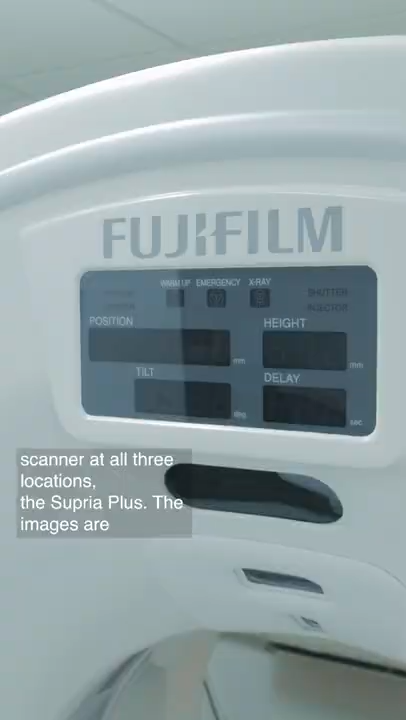 FUJIFILM
WARM UP EMERGENCY X-RAY
SHUTTER
INJECTOR
POSITION
HEIGHT
mm
mm
TILT
DELAY
deg
sec
scanner at all three
locations,
the Supria Plus. The
images are